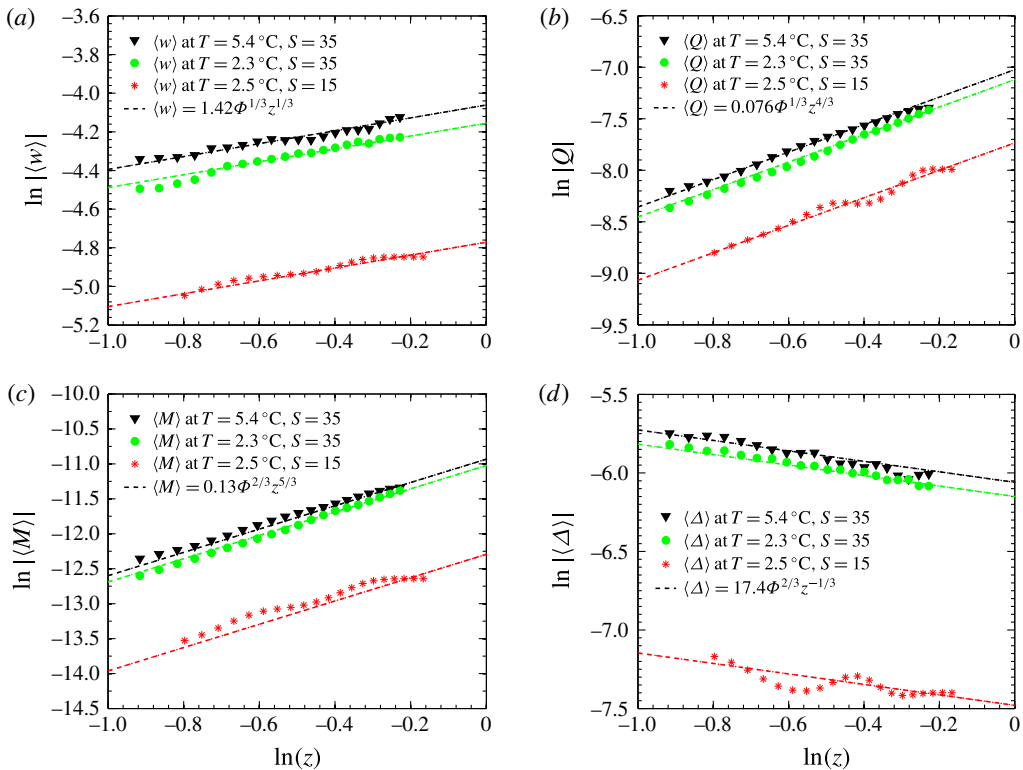 (a)
−3.6
−3.8
−4.0
−4.2
−4.4
−4.6
−4.8
−5.0
−5.2
ln |⟨w⟩|
⟨w⟩ at T = 5.4 °C, S = 35
⟨w⟩ at T = 2.3 °C, S = 35
⟨w⟩ at T = 2.5 °C, S = 15
⟨w⟩ = 1.42Φ^{1/3}z^{1/3}
−1.0 −0.8 −0.6 −0.4 −0.2 0
(b)
−6.5
−7.0
−7.5
−8.0
−8.5
−9.0
−9.5
ln |Q|
⟨Q⟩ at T = 5.4 °C, S = 35
⟨Q⟩ at T = 2.3 °C, S = 35
⟨Q⟩ at T = 2.5 °C, S = 15
⟨Q⟩ = 0.076Φ^{1/3}z^{4/3}
−1.0 −0.8 −0.6 −0.4 −0.2 0
(c)
−10.0
−10.5
−11.0
−11.5
−12.0
−12.5
−13.0
−13.5
−14.0
−14.5
ln |⟨M⟩|
⟨M⟩ at T = 5.4 °C, S = 35
⟨M⟩ at T = 2.3 °C, S = 35
⟨M⟩ at T = 2.5 °C, S = 15
⟨M⟩ = 0.13Φ^{2/3}z^{5/3}
−1.0 −0.8 −0.6 −0.4 −0.2 0
ln(z)
(d)
−5.5
−6.0
−6.5
−7.0
−7.5
ln |⟨Δ⟩|
⟨Δ⟩ at T = 5.4 °C, S = 35
⟨Δ⟩ at T = 2.3 °C, S = 35
⟨Δ⟩ at T = 2.5 °C, S = 15
⟨Δ⟩ = 17.4Φ^{2/3}z^{−1/3}
−1.0 −0.8 −0.6 −0.4 −0.2 0
ln(z)